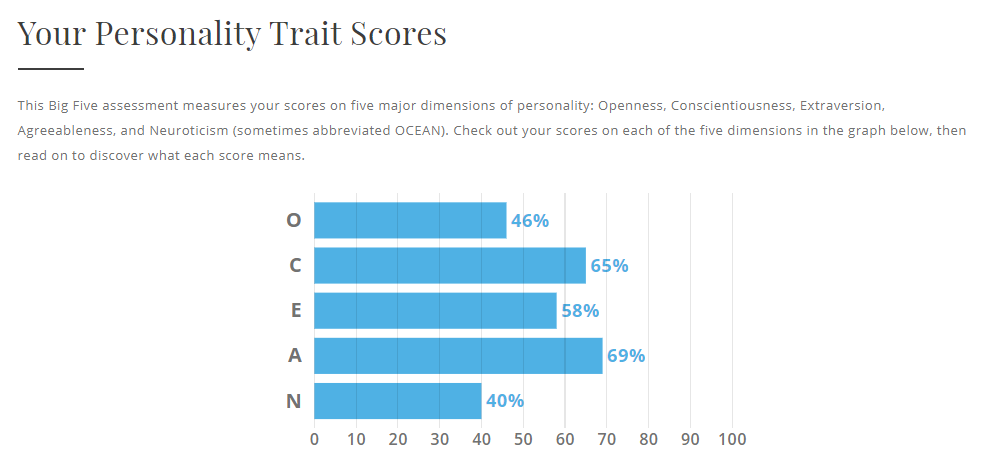 Your Personality Trait Scores
This Big Five assessment measures your scores on five major dimensions of personality: Openness, Conscientiousness, Extraversion,
Agreeableness, and Neuroticism (sometimes abbreviated OCEAN). Check out your scores on each of the five dimensions in the graph below, then
read on to discover what each score means.
O 46%
C 65%
E 58%
A 69%
N 40%
0 10 20 30 40 50 60 70 80 90 100